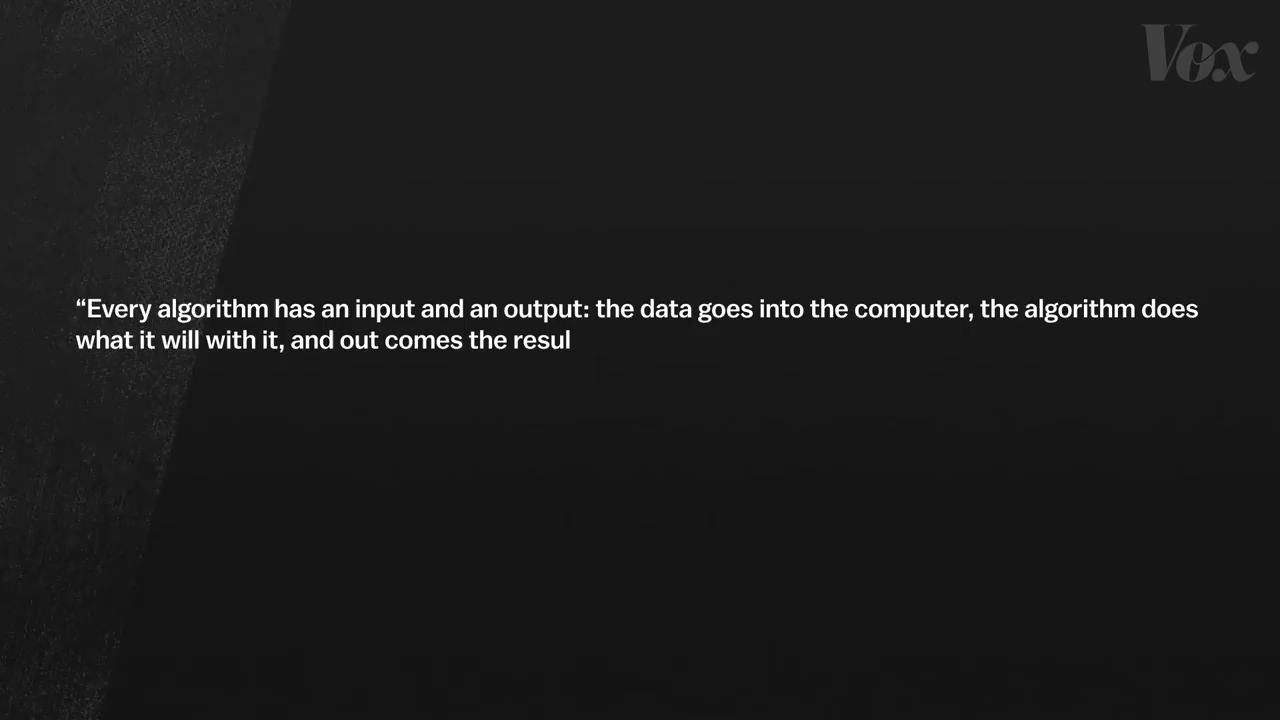 Vox
“Every algorithm has an input and an output: the data goes into the computer, the algorithm does
what it will with it, and out comes the resul